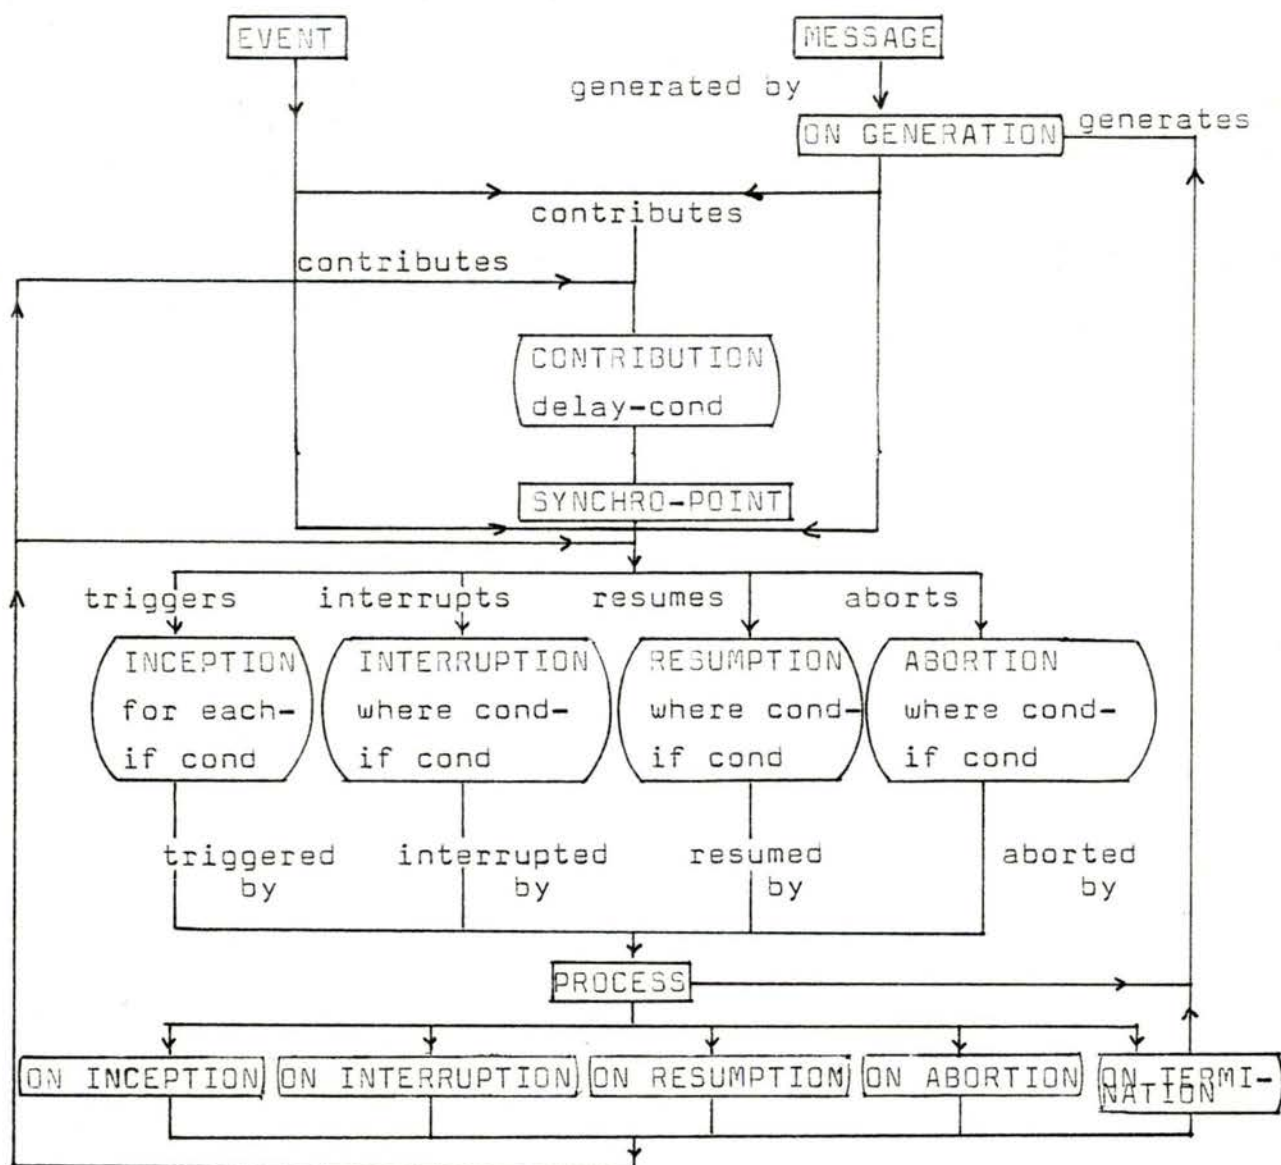 EVENT
MESSAGE
generated by
ON GENERATION
generates
contributes
contributes
CONTRIBUTION
delay-cond
SYNCHRO-POINT
triggers
interrupts
resumes
aborts
INCEPTION
for each-
if cond
INTERRUPTION
where cond-
if cond
RESUMPTION
where cond-
if cond
ABORTION
where cond-
if cond
triggered
by
interrupted
by
resumed
by
aborted
by
PROCESS
ON INCEPTION
ON INTERRUPTION
ON RESUMPTION
ON ABORTION
ON TERMI-
NATION